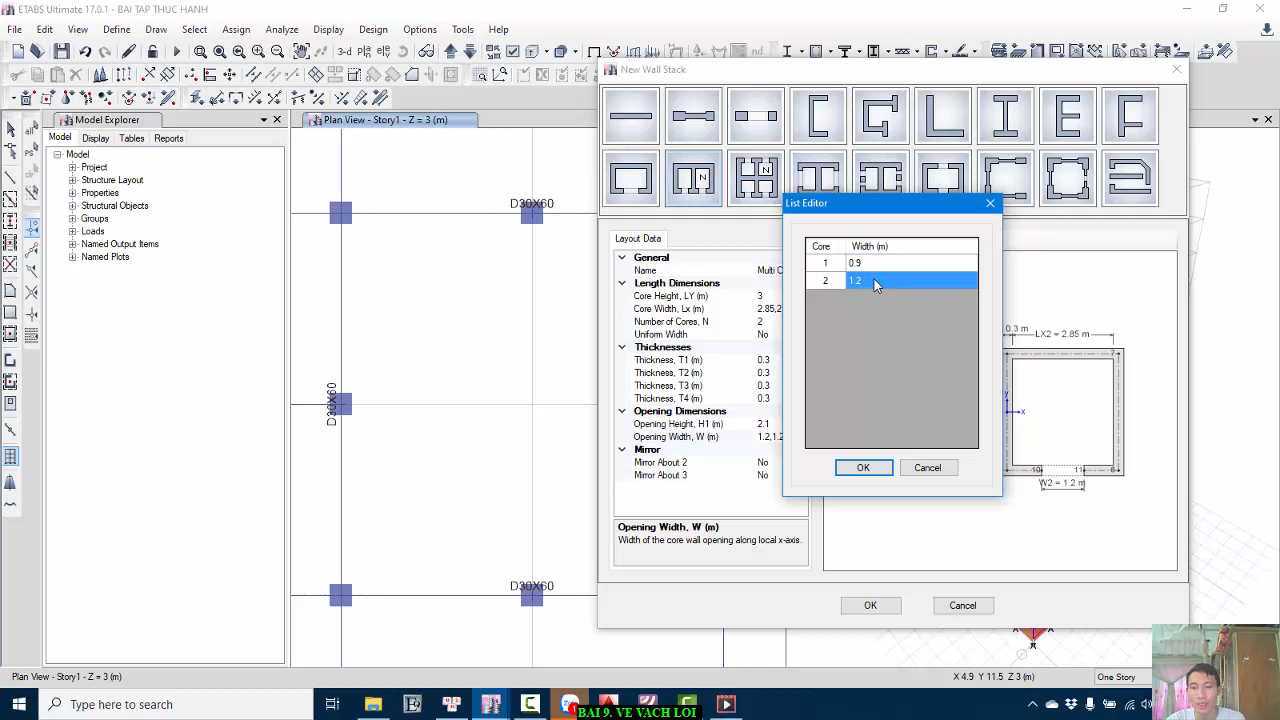 ETABS Ultimate 17.0.1 - BAI TAP THUC HANH
File Edit View Define Draw Select Assign Analyze Display Design Options Tools Help
3-d nd
Model Explorer
Model Display Tables Reports
Model
Project
Structure Layout
Properties
Structural Objects
Groups
Loads
Named Output Items
Named Plots
Plan View - Story1 - Z = 3 (m)
D30X60
D30X60
D30X60
New Wall Stack
Layout Data
General
Name Multi C
Length Dimensions
Core Height, LY (m) 3
Core Width, Lx (m) 2.85,2
Number of Cores, N 2
Uniform Width No
Thicknesses
Thickness, T1 (m) 0.3
Thickness, T2 (m) 0.3
Thickness, T3 (m) 0.3
Thickness, T4 (m) 0.3
Opening Dimensions
Opening Height, H1 (m) 2.1
Opening Width, W (m) 1.2,1.2
Mirror
Mirror About 2 No
Mirror About 3 No
Opening Width, W (m)
Width of the core wall opening along local x-axis.
List Editor
Core Width (m)
1 0.9
2 1.2
OK Cancel
0.3 m LX2 = 2.85 m
7
y
x
10 11 6
W2 = 1.2 m
OK Cancel
Plan View - Story1 - Z = 3 (m)
X 4.9 Y 11.5 Z 3 (m)
One Story
Type here to search
BAI 9. VE VACH LOI